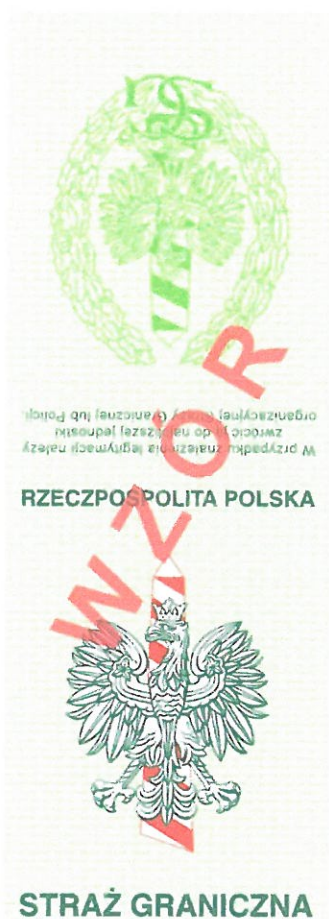 SG
W przypadku znalezienia legitymacji należy
zwrócić ją do najbliższej jednostki
organizacyjnej Straży Granicznej lub Policji.
RZECZPOSPOLITA POLSKA
WZÓR
STRAŻ GRANICZNA